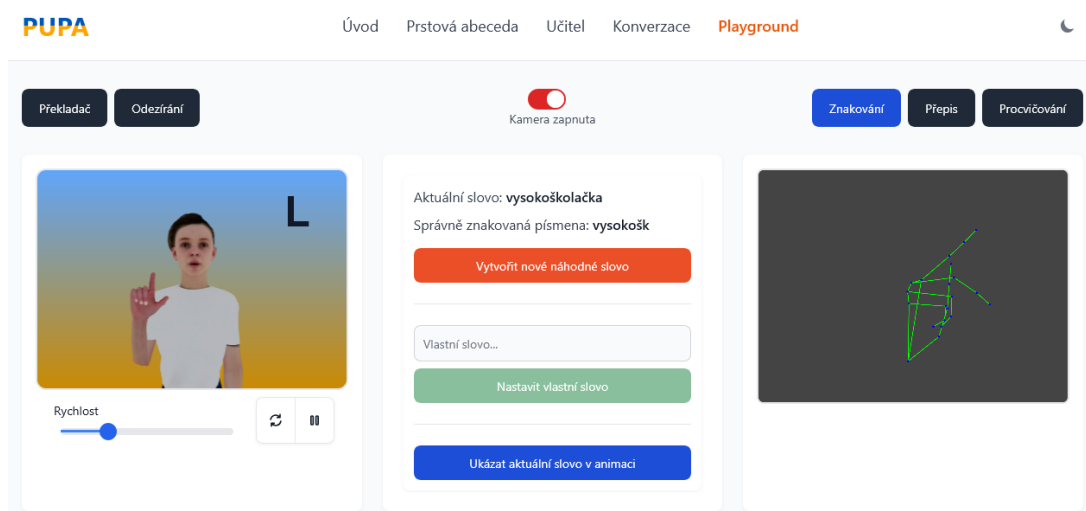 PUPA
Úvod Prstová abeceda Učitel Konverzace Playground
Překladač Odezírání
Kamera zapnuta
Znakování Přepis Procvičování
L
Rychlost
Aktuální slovo: vysokoškolačka
Správně znakovaná písmena: vysokošk
Vytvořit nové náhodné slovo
Vlastní slovo...
Nastavit vlastní slovo
Ukázat aktuální slovo v animaci